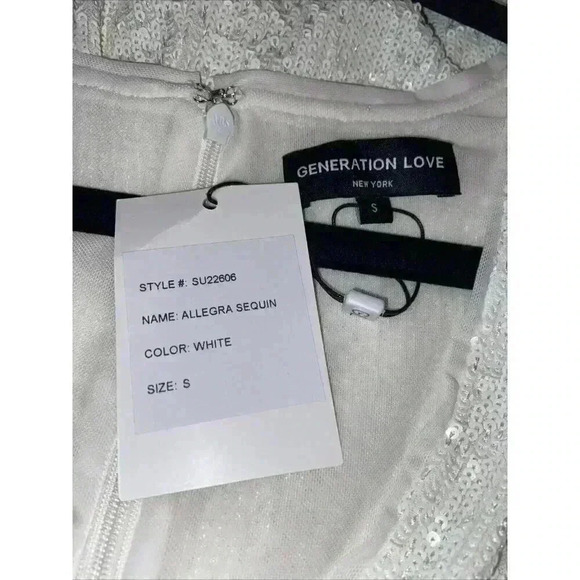 GENERATION LOVE
NEW YORK
S
STYLE #: SU22606
NAME: ALLEGRA SEQUIN
COLOR: WHITE
SIZE: S